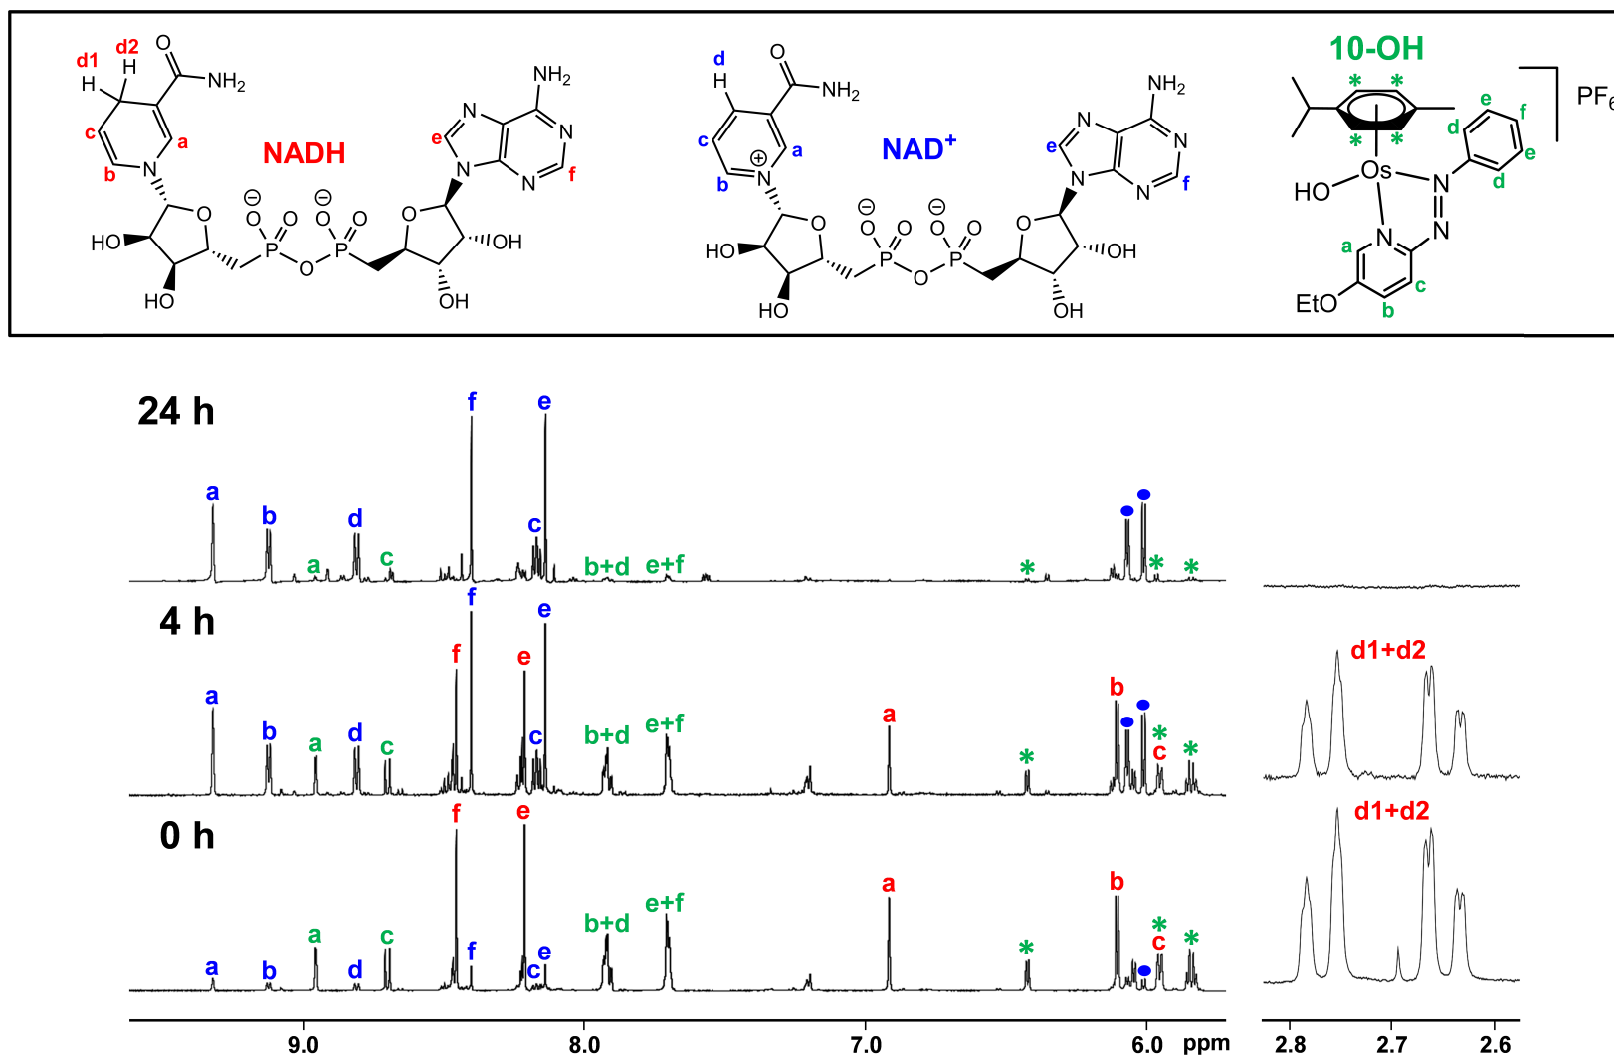 d1 d2 O
H H NH2
c a
b N
NADH
NH2
N N
e
N N f
O
HO
HO
⊖ ⊖
O O O O
P O P
O OH
OH
d
H O
NH2
c a
b N
⊕
NAD+
NH2
N N
e
N N f
O
HO
HO
⊖ ⊖
O O O O
P O P
O OH
OH
10-OH
* *
* *
PF6
e
d f
e
d
Os
HO N
N N
a
c
EtO b
24 h
a b a d c f c e b+d e+f * * *
4 h
a b a d c f f e c e b+d e+f a * b * c *
d1+d2
0 h
a b a d c f f e c e b+d e+f a * b * c *
d1+d2
9.0 8.0 7.0 6.0 ppm 2.8 2.7 2.6